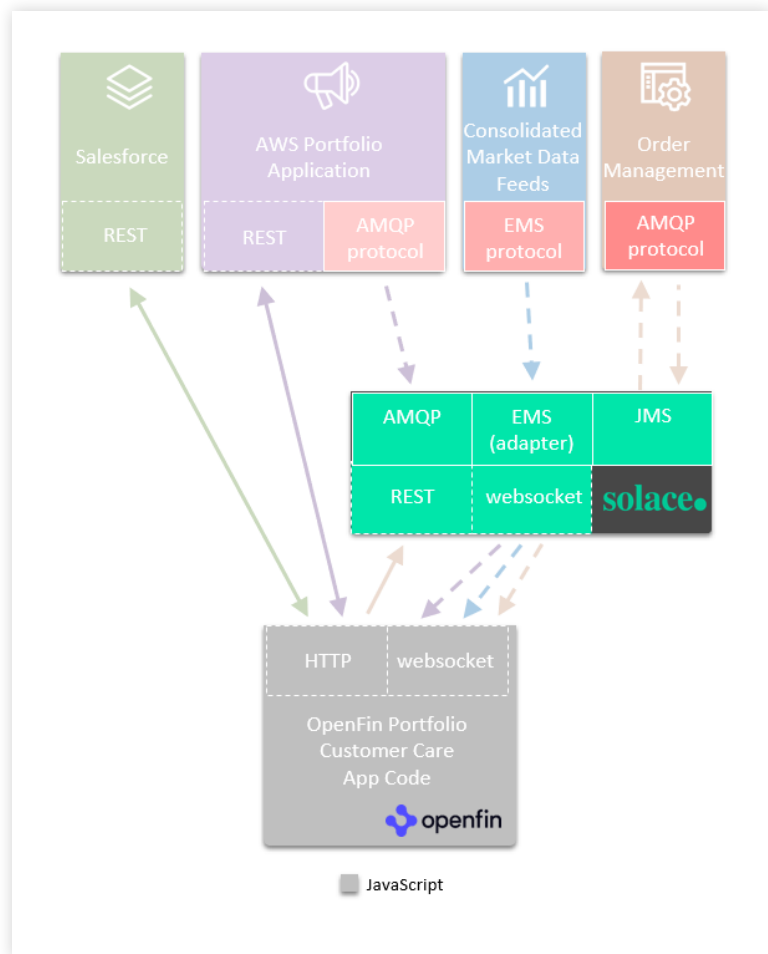 Salesforce
REST
AWS Portfolio
Application
REST
AMQP
protocol
Consolidated
Market Data
Feeds
EMS
protocol
Order
Management
AMQP
protocol
AMQP
EMS
(adapter)
JMS
REST
websocket
solace.
HTTP
websocket
OpenFin Portfolio
Customer Care
App Code
openfin
JavaScript